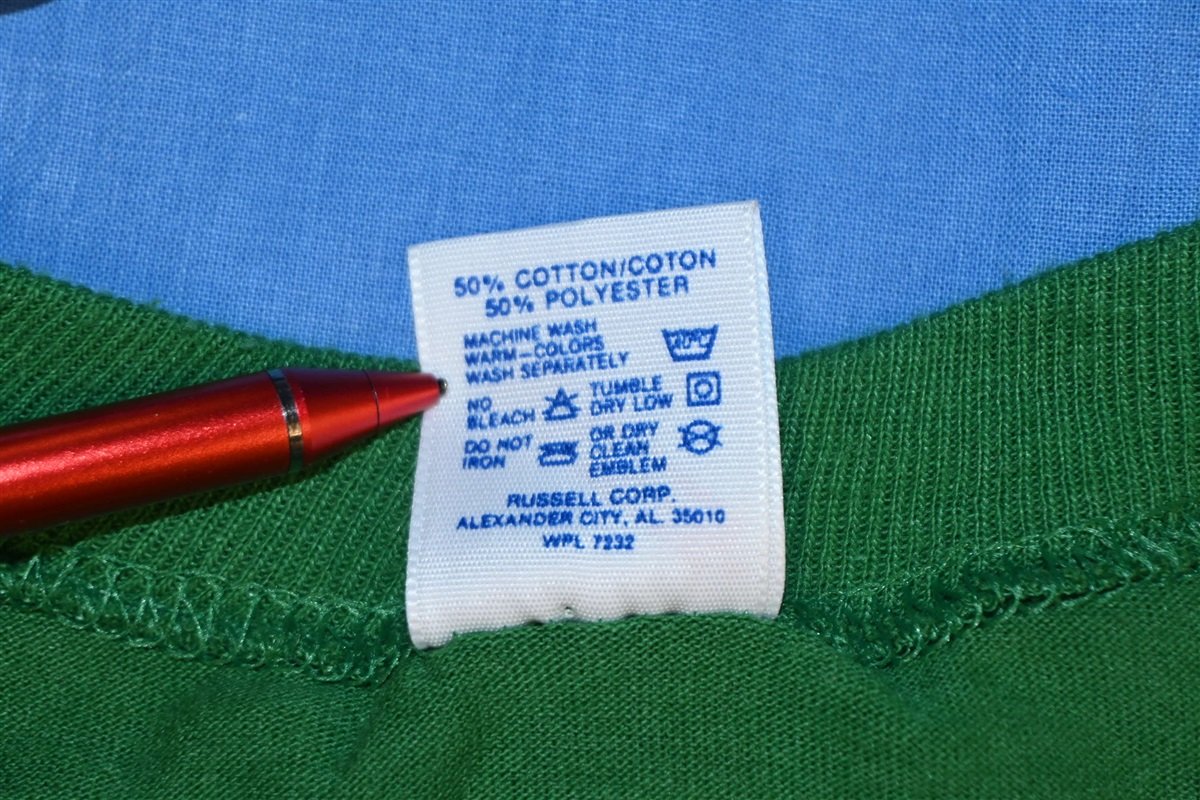 50% COTTON/COTON
50% POLYESTER
MACHINE WASH
WARM-COLORS
WASH SEPARATELY
40°C
NO
BLEACH
TUMBLE
DRY LOW
DO NOT
IRON
OR DRY
CLEAN
EMBLEM
RUSSELL CORP.
ALEXANDER CITY, AL. 35010
WPL 7232